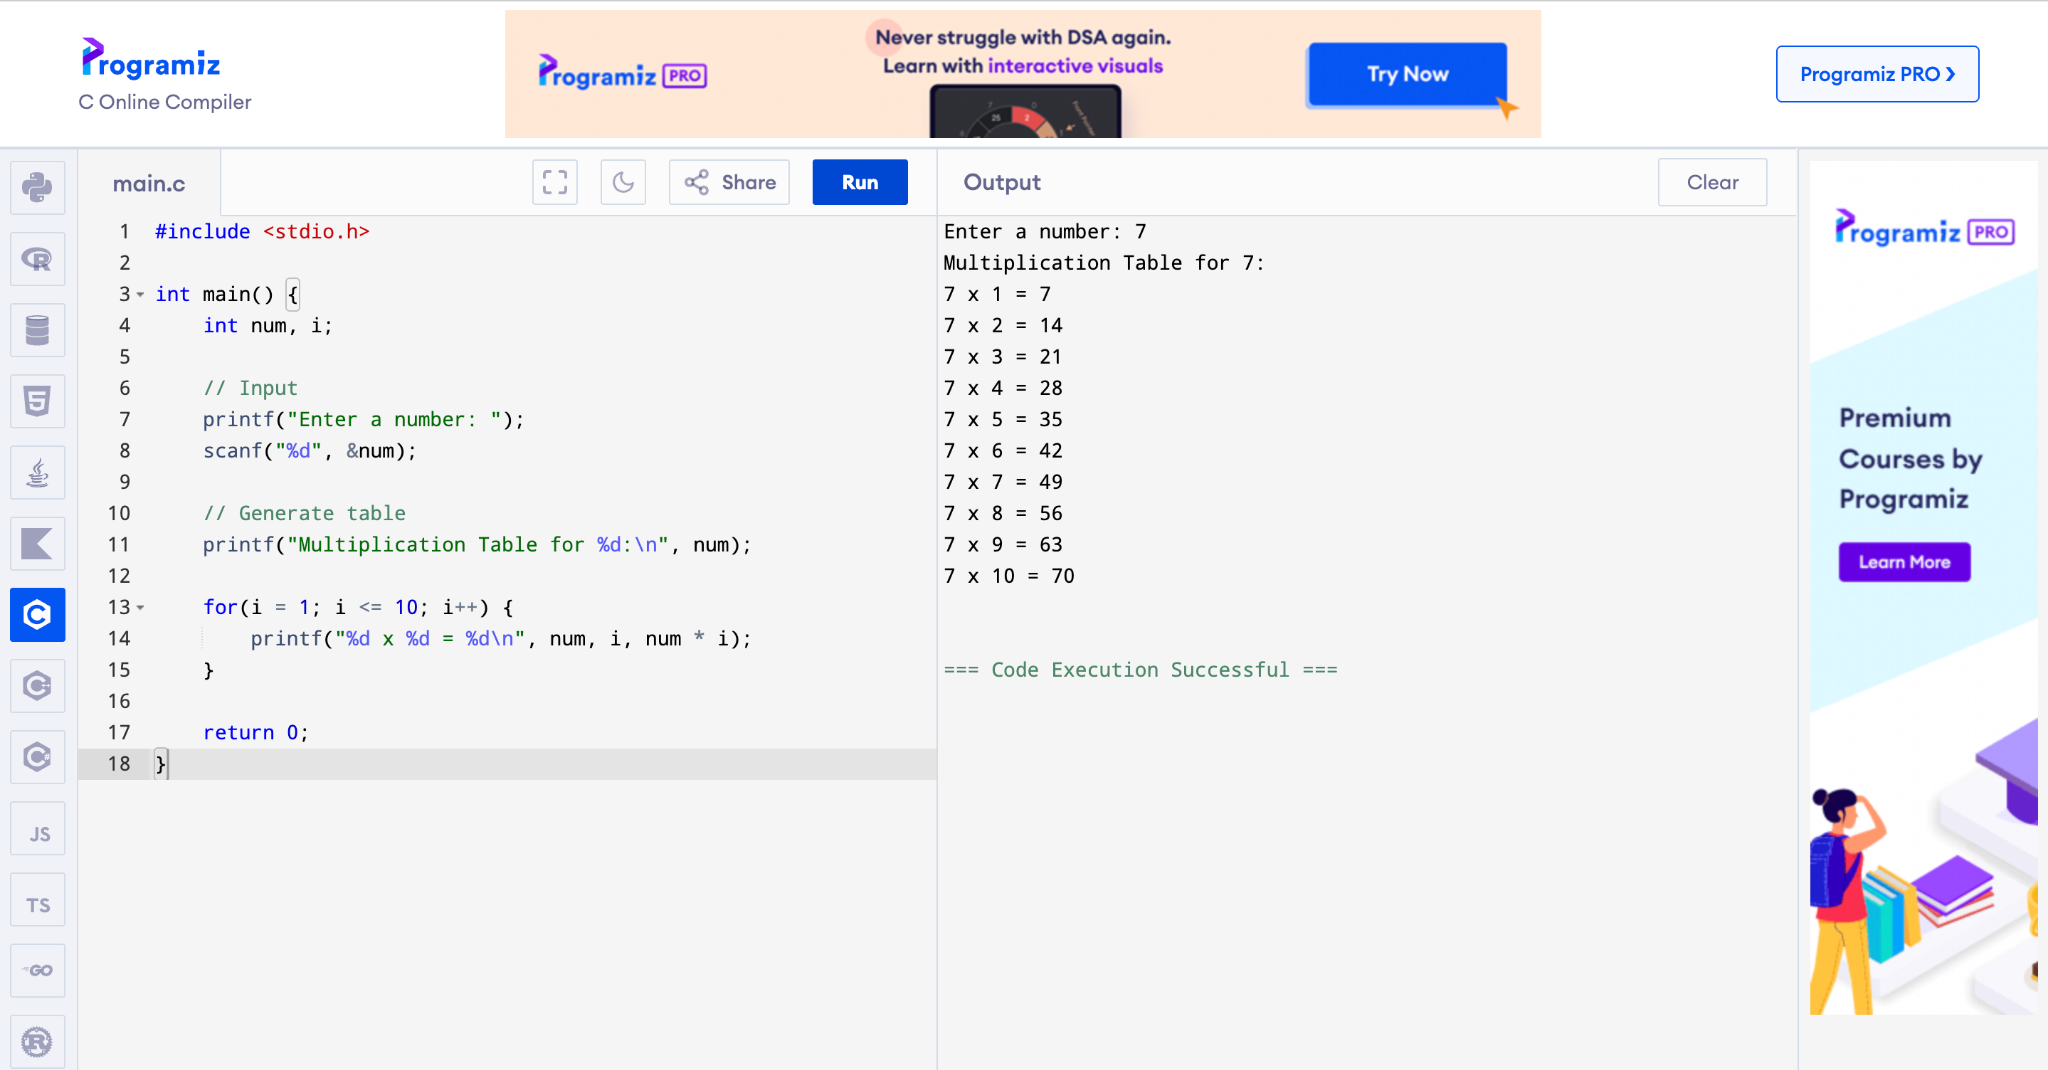 Programiz
C Online Compiler
Programiz PRO
Never struggle with DSA again.
Learn with interactive visuals
Try Now
Programiz PRO ❯
main.c
Share
Run
Output
Clear
1 #include <stdio.h>
2
3 int main() {
4     int num, i;
5
6     // Input
7     printf("Enter a number: ");
8     scanf("%d", &num);
9
10     // Generate table
11     printf("Multiplication Table for %d:\n", num);
12
13     for(i = 1; i <= 10; i++) {
14         printf("%d x %d = %d\n", num, i, num * i);
15     }
16
17     return 0;
18 }
Enter a number: 7
Multiplication Table for 7:
7 x 1 = 7
7 x 2 = 14
7 x 3 = 21
7 x 4 = 28
7 x 5 = 35
7 x 6 = 42
7 x 7 = 49
7 x 8 = 56
7 x 9 = 63
7 x 10 = 70
=== Code Execution Successful ===
Programiz PRO
Premium
Courses by
Programiz
Learn More
R
5
C
C
C
JS
TS
GO
R
25
2
7
0